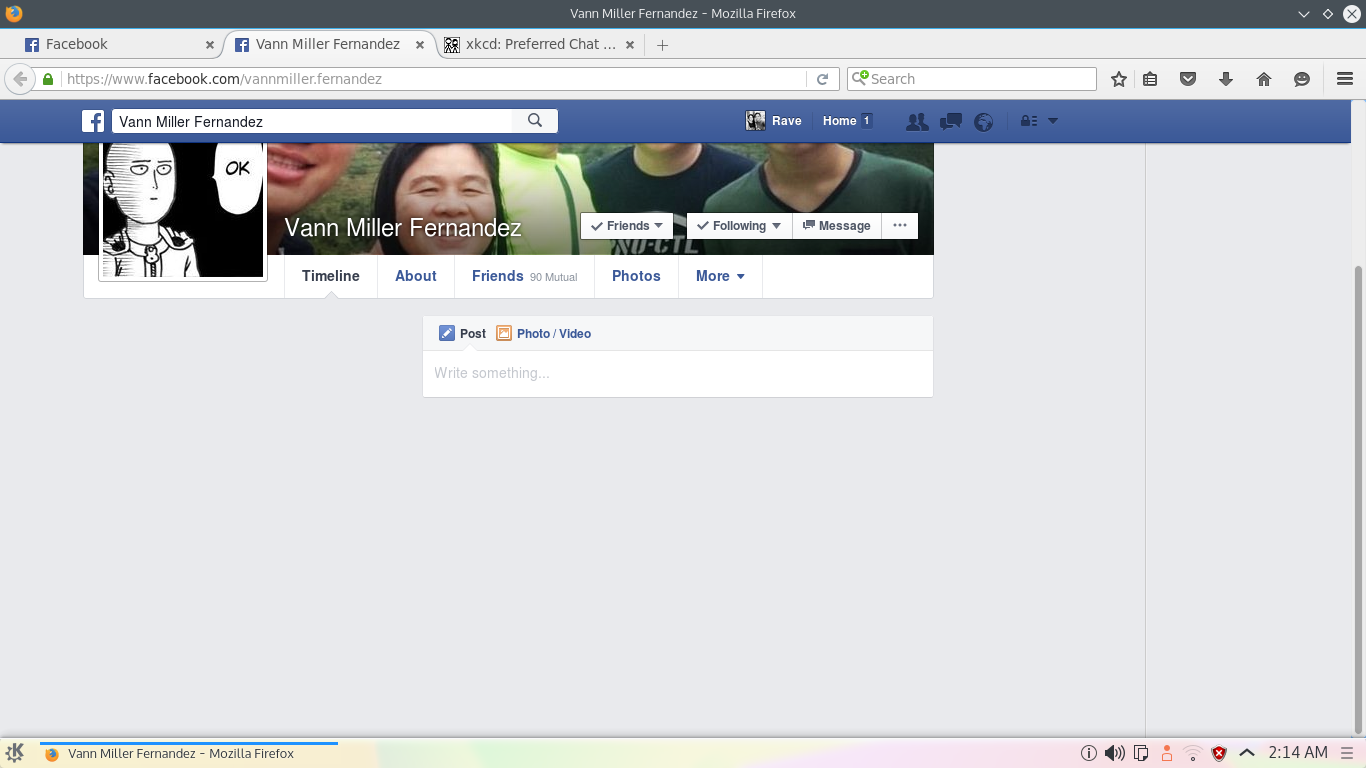 Vann Miller Fernandez - Mozilla Firefox
Facebook
Vann Miller Fernandez
xkcd: Preferred Chat ...
https://www.facebook.com/vannmiller.fernandez
Search
Vann Miller Fernandez
Rave
Home 1
OK
Vann Miller Fernandez
Friends
Following
Message
Timeline
About
Friends 90 Mutual
Photos
More
Post
Photo / Video
Write something...
Vann Miller Fernandez - Mozilla Firefox
2:14 AM